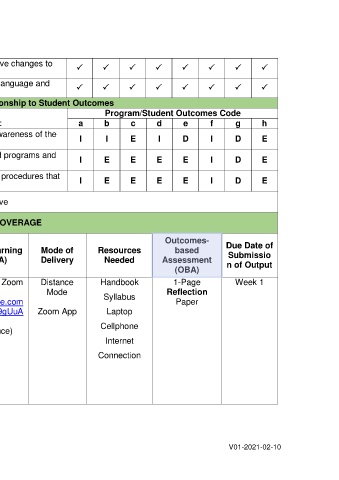 ve changes to ✓ ✓ ✓ ✓ ✓ ✓ ✓ ✓
anguage and ✓ ✓ ✓ ✓ ✓ ✓ ✓ ✓
onship to Student Outcomes
Program/Student Outcomes Code
: a b c d e f g h
wareness of the I I E I D I D E
d programs and I E E E E I D E
procedures that I E E E E I D E
ve
OVERAGE
arning
A)
Mode of
Delivery
Resources
Needed
Outcomes-
based
Assessment
(OBA)
Due Date of
Submissio
n of Output
Zoom
e.com
9gUuA
ce)
Distance
Mode
Zoom App
Handbook
Syllabus
Laptop
Cellphone
Internet
Connection
1-Page
Reflection
Paper
Week 1
V01-2021-02-10